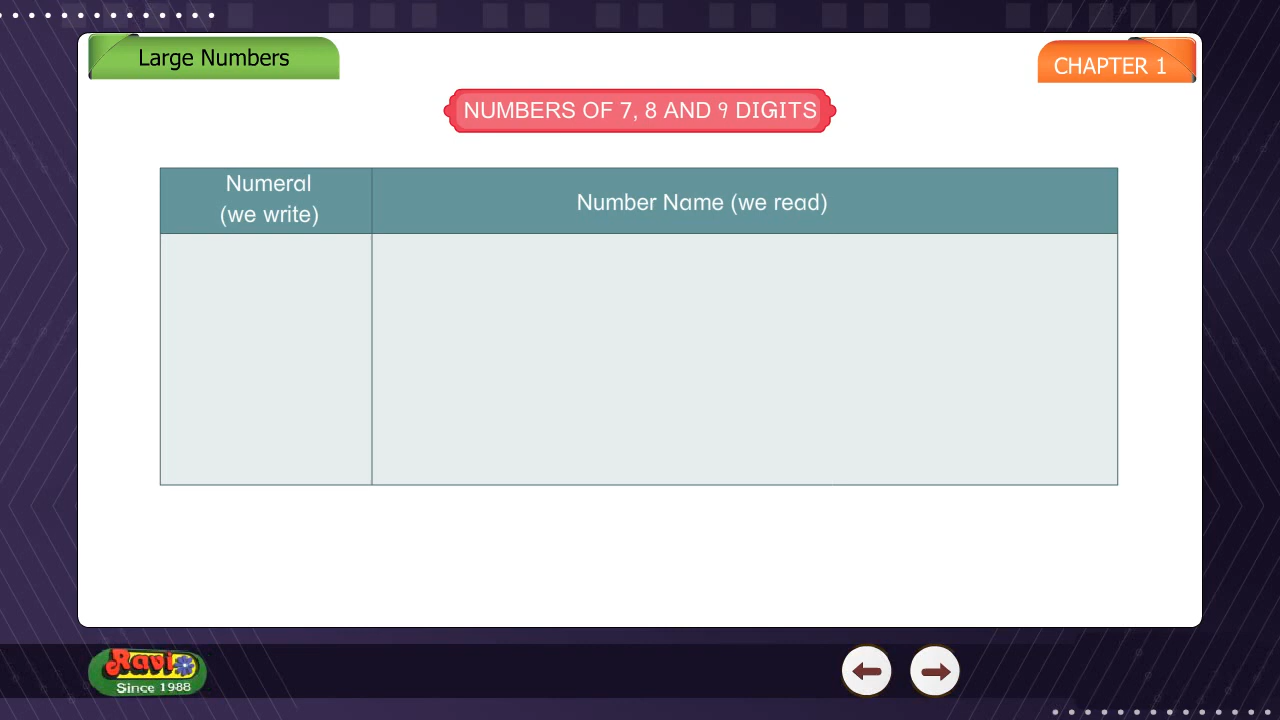 Large Numbers
CHAPTER 1
NUMBERS OF 7, 8 AND 9 DIGITS
Numeral
(we write)
Number Name (we read)
Ravi
Since 1988